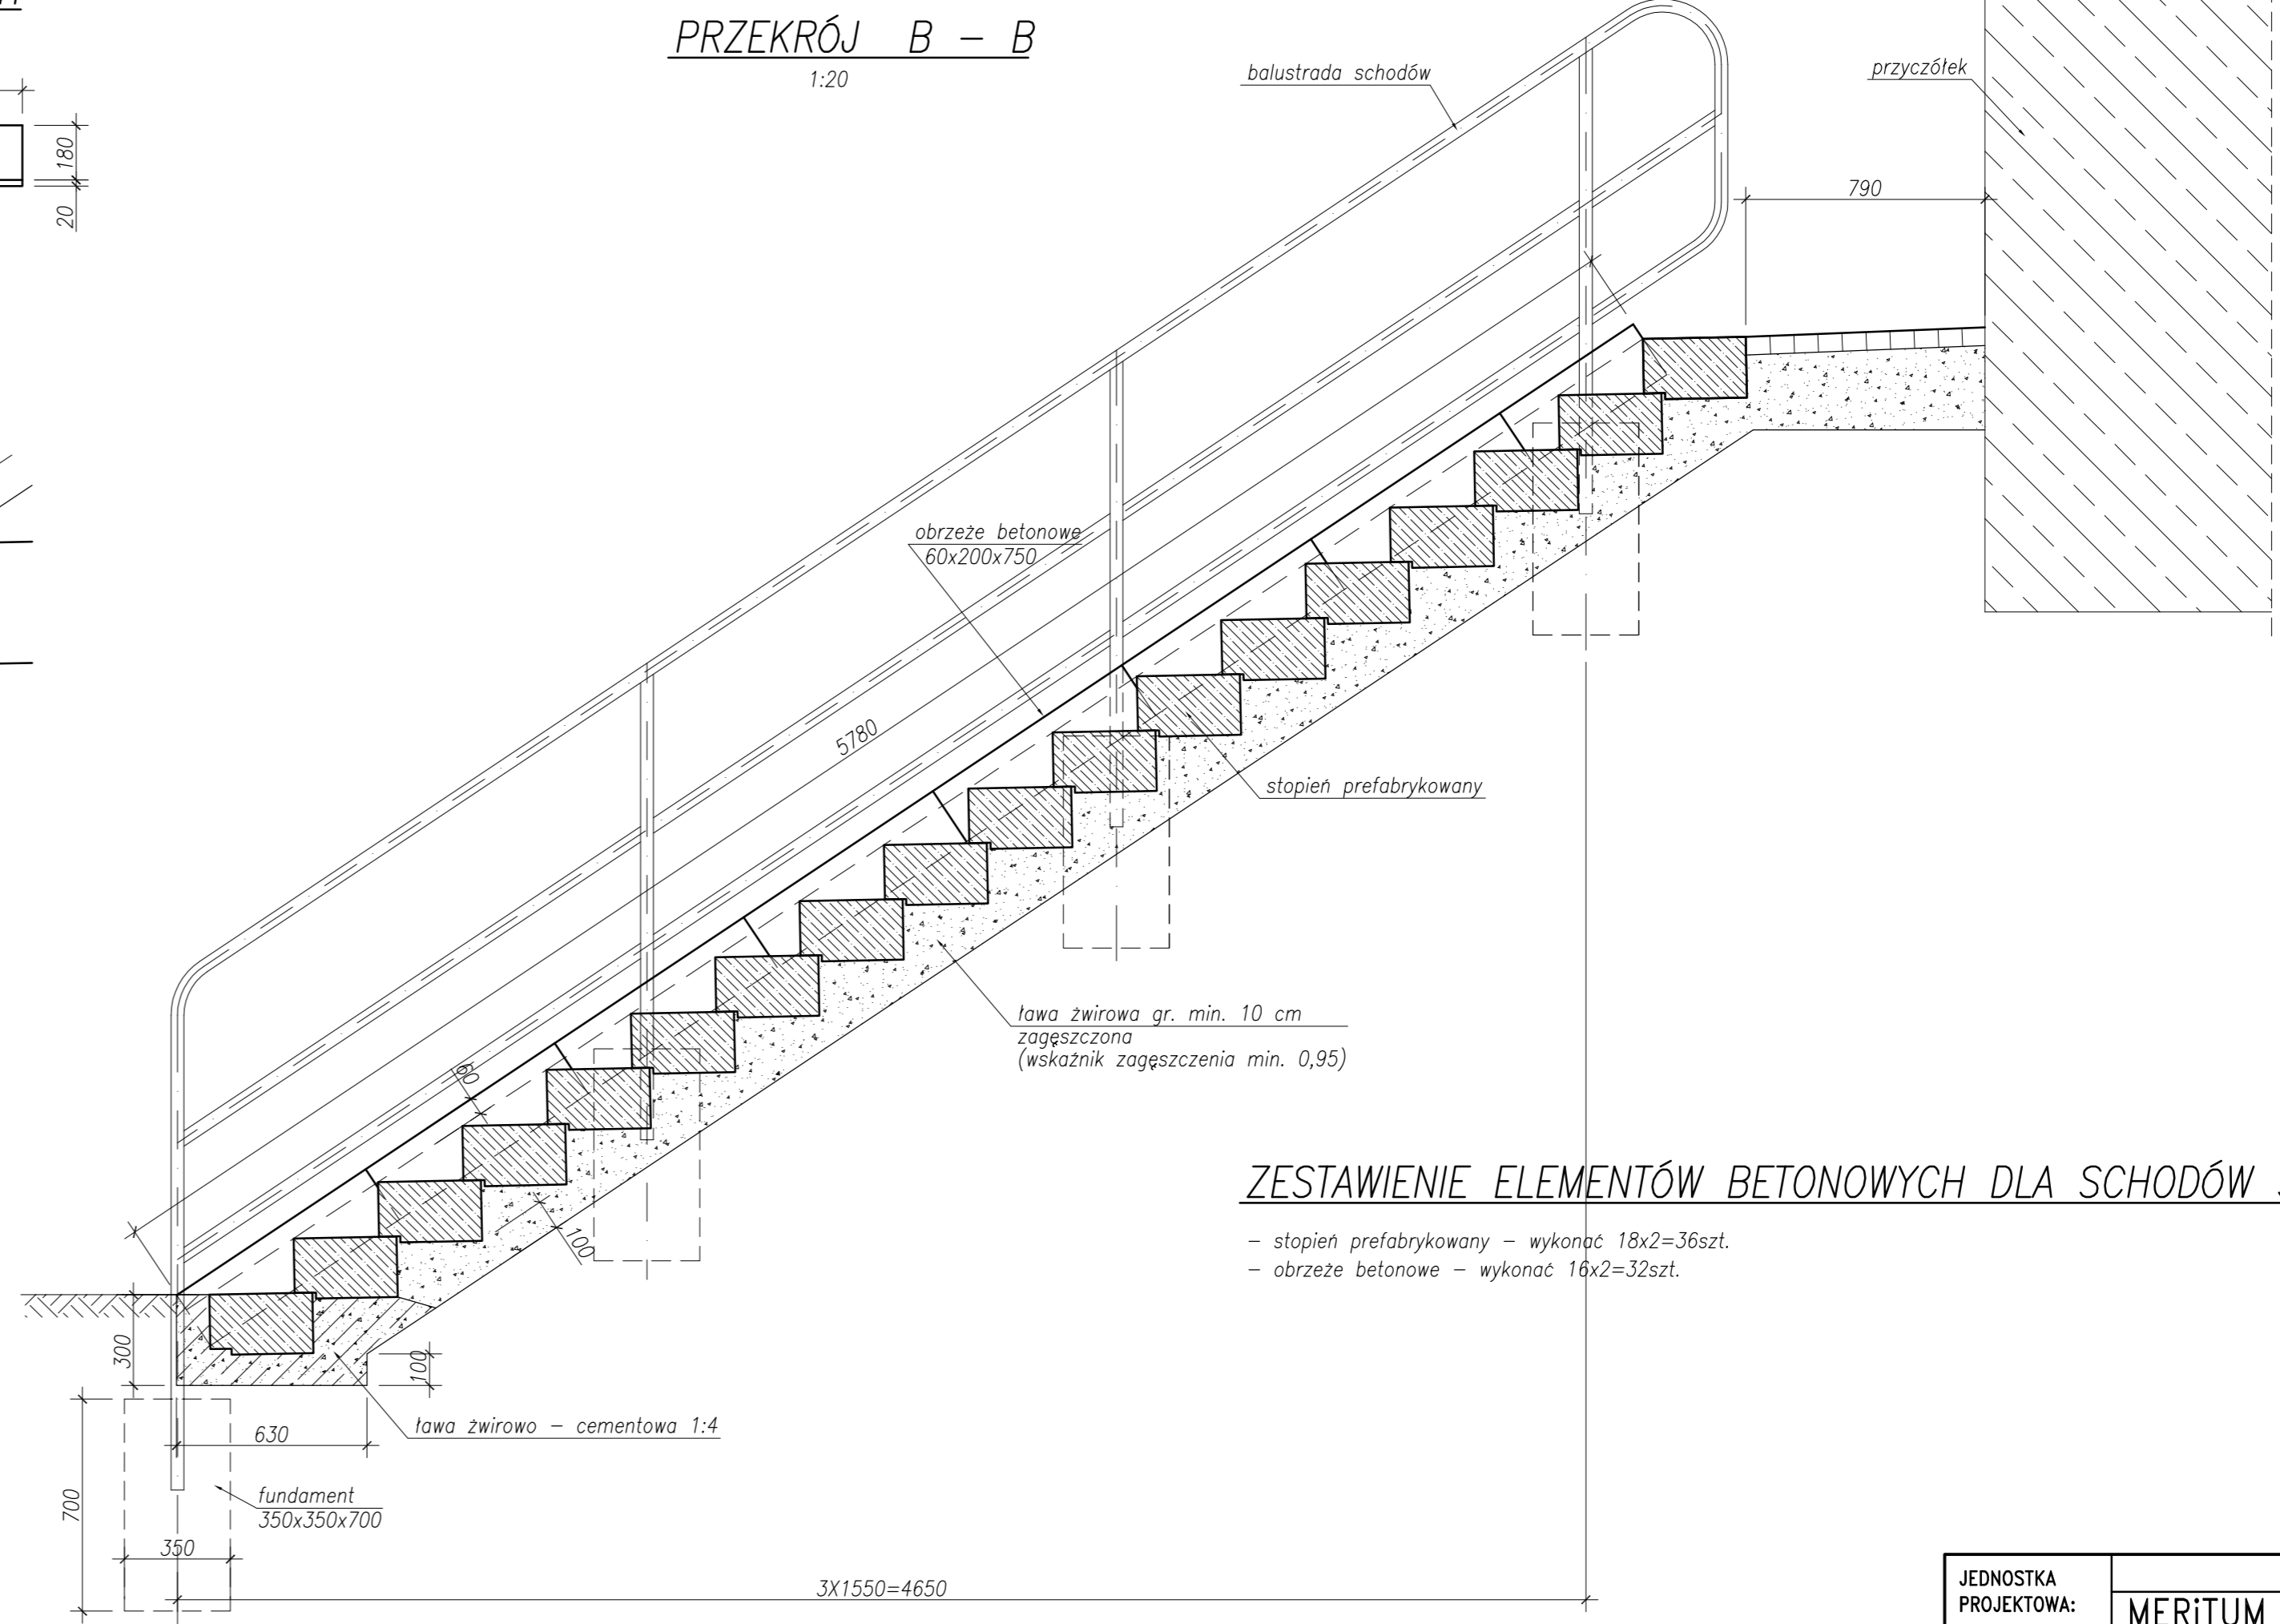 PRZEKRÓJ B – B
1:20
balustrada schodów
przyczółek
180
20
790
obrzeże betonowe
60x200x750
5780
stopień prefabrykowany
ława żwirowa gr. min. 10 cm
zagęszczona
(wskaźnik zagęszczenia min. 0,95)
60
100
ZESTAWIENIE ELEMENTÓW BETONOWYCH DLA SCHODÓW
– stopień prefabrykowany – wykonać 18x2=36szt.
– obrzeże betonowe – wykonać 16x2=32szt.
300
100
ława żwirowo – cementowa 1:4
630
700
fundament
350x350x700
350
3X1550=4650
JEDNOSTKA
PROJEKTOWA:
MERiTUM